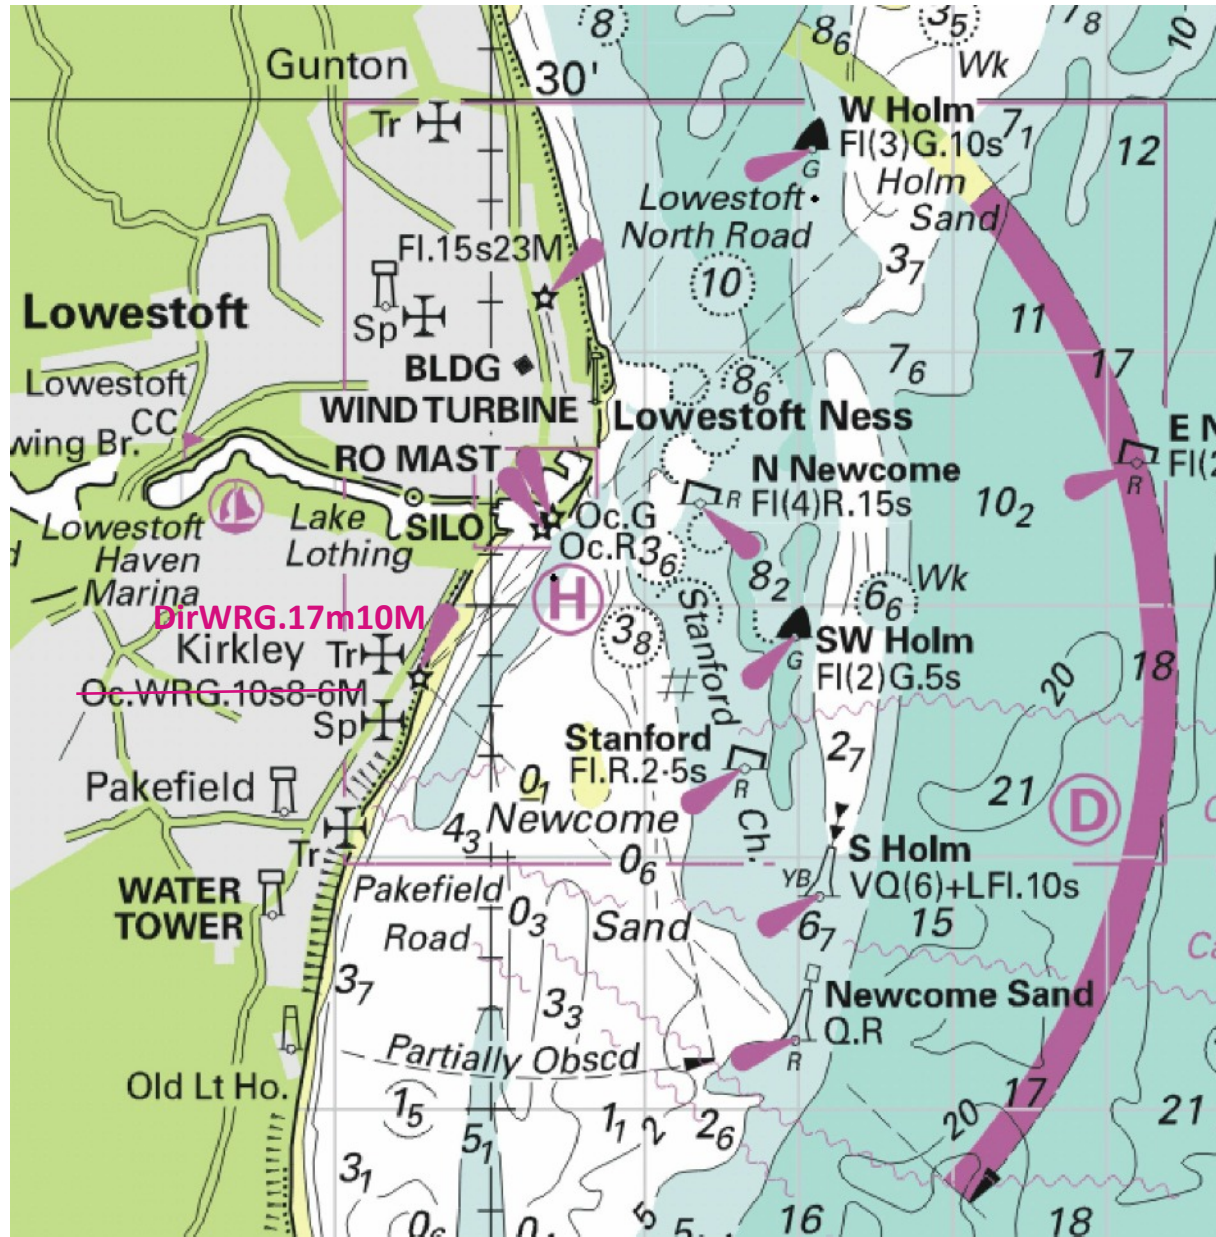 8
8₆
3₅
7₈
10
Gunton
30'
Wk
Tr
W Holm
Fl(3)G.10s
7₁
12
G
Holm
Sand
Lowestoft
North Road
Fl.15s23M
3₇
10
Lowestoft
Sp
11
BLDG
7₆
17
Lowestoft
CC
8₆
WIND TURBINE
Lowestoft Ness
wing Br.
E N
Fl(2
RO MAST
N Newcome
Fl(4)R.15s
R
R
10₂
Lake
Lothing
SILO
Oc.G
Oc.R
3₆
Lowestoft
Haven
Marina
d
8₂
Wk
6₆
H
DirWRG.17m10M
Stanford
3₈
Kirkley
Tr
SW Holm
Fl(2)G.5s
G
20
18
Oc.WRG.10s8-6M
Sp
Stanford
Fl.R.2·5s
R
2₇
Pakefield
0₁
21
D
Newcome
Ch.
4₃
Tr
0₆
S Holm
VQ(6)+LFl.10s
YB
WATER
TOWER
Pakefield
Road
0₃
Sand
6₇
15
Ca
3₇
3₃
Newcome Sand
Q.R
R
Partially Obscd
Old Lt Ho.
1₅
1₁
2
2₆
17
20
21
5₁
3₁
0₆
5
5
16
18